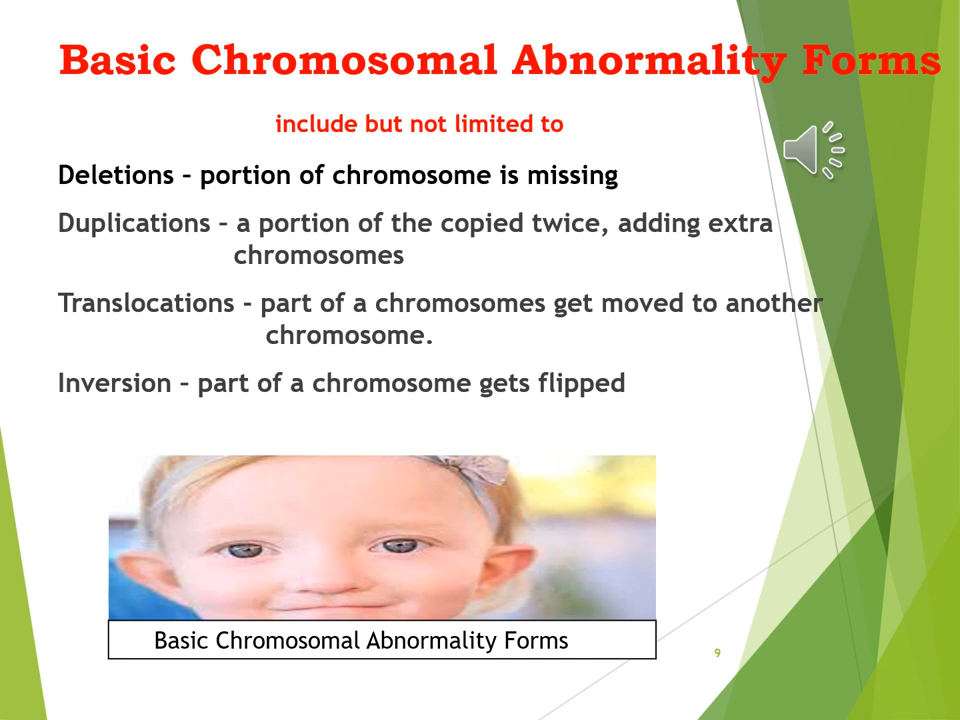 Basic Chromosomal Abnormality Forms
include but not limited to
Deletions – portion of chromosome is missing
Duplications – a portion of the copied twice, adding extra
chromosomes
Translocations - part of a chromosomes get moved to another
chromosome.
Inversion – part of a chromosome gets flipped
Basic Chromosomal Abnormality Forms
9